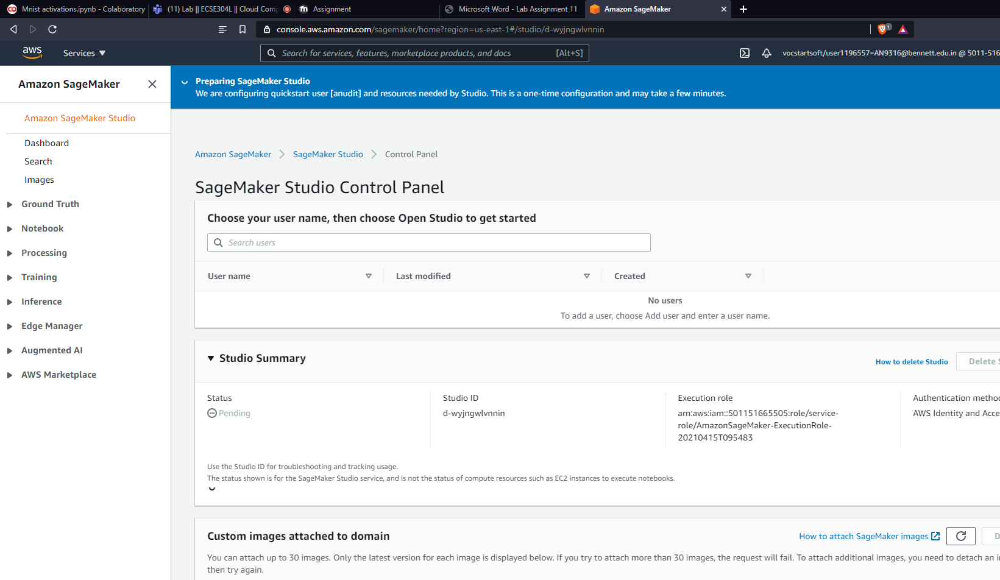 Mnist activations.ipynb - Colaboratory
(11) Lab || ECSE304L || Cloud Comp
Assignment
Microsoft Word - Lab Assignment 11
Amazon SageMaker
console.aws.amazon.com/sagemaker/home?region=us-east-1#/studio/d-wyjngwlvnnin
1
aws
Services
Search for services, features, marketplace products, and docs
[Alt+S]
vocstartsoft/user1196557=AN9316@bennett.edu.in @ 5011-516
Amazon SageMaker
Amazon SageMaker Studio
Dashboard
Search
Images
Ground Truth
Notebook
Processing
Training
Inference
Edge Manager
Augmented AI
AWS Marketplace
Preparing SageMaker Studio
We are configuring quickstart user [anudit] and resources needed by Studio. This is a one-time configuration and may take a few minutes.
Amazon SageMaker
SageMaker Studio
Control Panel
SageMaker Studio Control Panel
Choose your user name, then choose Open Studio to get started
Search users
User name
Last modified
Created
No users
To add a user, choose Add user and enter a user name.
Studio Summary
How to delete Studio
Delete S
Status
Pending
Studio ID
d-wyjngwlvnnin
Execution role
arn:aws:iam::501151665505:role/service-
role/AmazonSageMaker-ExecutionRole-
20210415T095483
Authentication metho
AWS Identity and Acce
Use the Studio ID for troubleshooting and tracking usage.
The status shown is for the SageMaker Studio service, and is not the status of compute resources such as EC2 instances to execute notebooks.
Custom images attached to domain
How to attach SageMaker images
D
You can attach up to 30 images. Only the latest version for each image is displayed below. If you try to attach more than 30 images, the request will fail. To attach additional images, you need to detach an i
then try again.